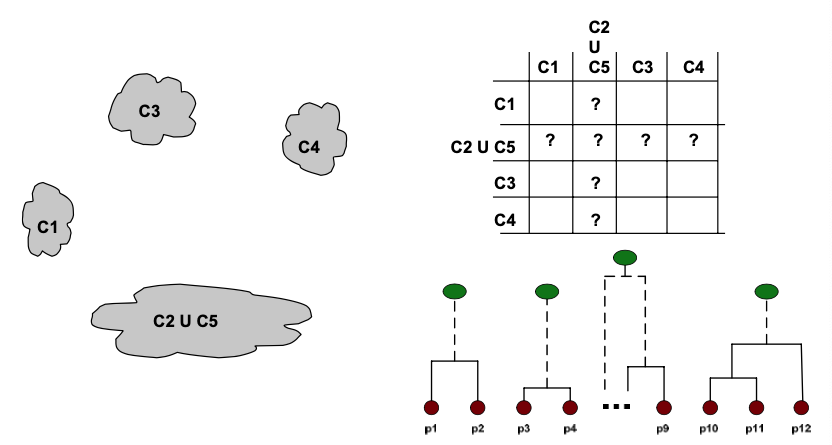 C3
C4
C1
C2 U C5
C2
U
C1 C5 C3 C4
C1 ?
C2 U C5 ? ? ? ?
C3 ?
C4 ?
...
p1 p2 p3 p4 p9 p10 p11 p12